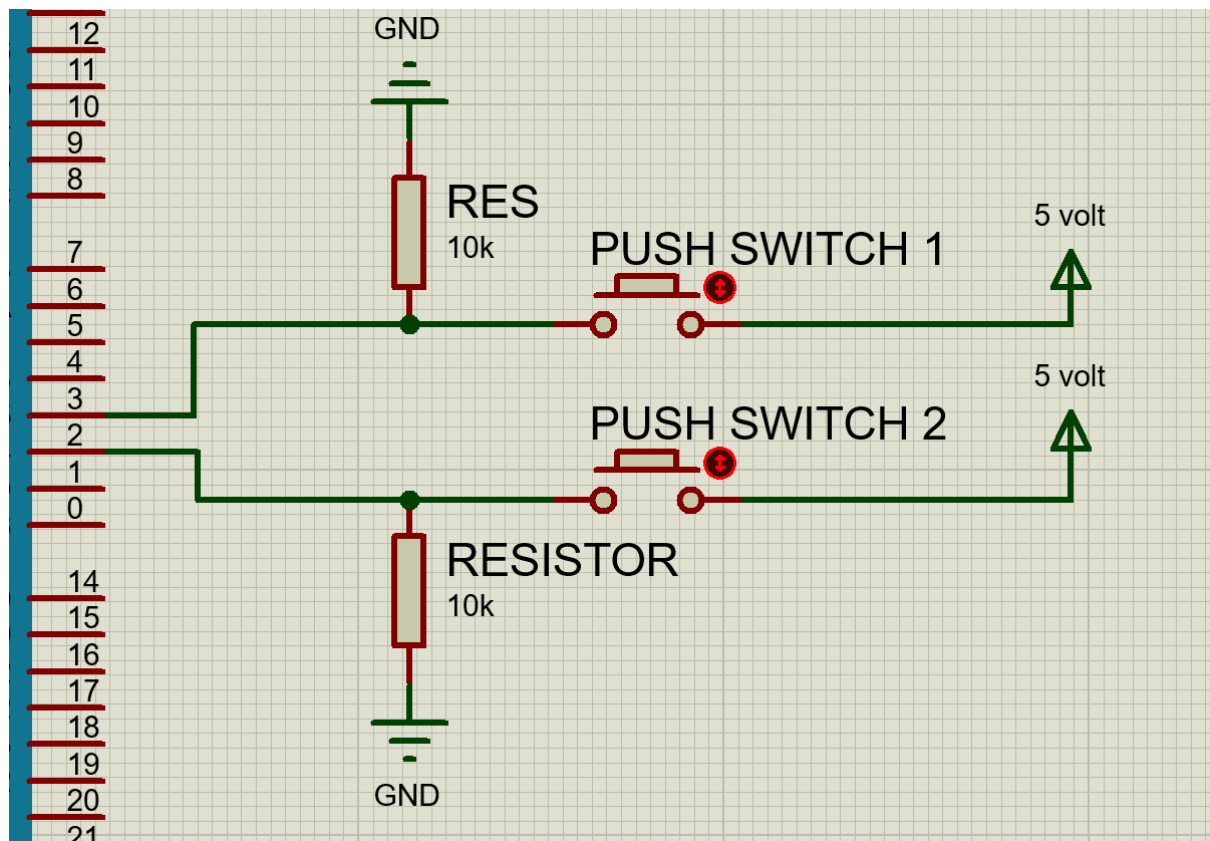 12
GND
11
10
9
8
RES
10k
5 volt
7
PUSH SWITCH 1
6
5
4
5 volt
3
PUSH SWITCH 2
2
1
0
RESISTOR
14
10k
15
16
17
18
19
GND
20
21